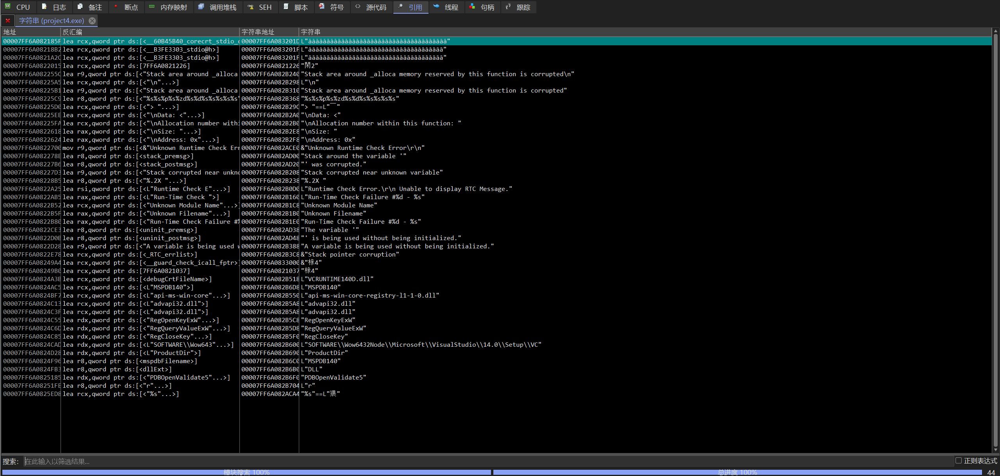 CPU 日志 备注 断点 内存映射 调用堆栈 SEH 脚本 符号 源代码 引用 线程 句柄 跟踪
字符串 (project4.exe)
地址 反汇编 字符串地址 字符串
00007FF6A082185F lea rcx,qword ptr ds:[<__60B45B40_corecrt_stdio_c 00007FF6A083201D
00007FF6A08218B2 lea rcx,qword ptr ds:[<__B3FE3303_stdio@h>] 00007FF6A083201F
00007FF6A0821A2C lea rcx,qword ptr ds:[<__B3FE3303_stdio@h>] 00007FF6A083201F
00007FF6A0822015 lea rcx,qword ptr ds:[7FF6A0821226] 00007FF6A0821226 "閑2"
00007FF6A082255C lea r9,qword ptr ds:[<"Stack area around _alloca 00007FF6A082B240 "Stack area around _alloca memory reserved by this function is corrupted\n"
00007FF6A08225A5 lea rcx,qword ptr ds:[<"\n"...>] 00007FF6A082B298 L"\n"
00007FF6A08225B1 lea r9,qword ptr ds:[<"Stack area around _alloca 00007FF6A082B310 "Stack area around _alloca memory reserved by this function is corrupted"
00007FF6A08225C9 lea r8,qword ptr ds:[<"%s%s%p%s%zd%s%d%s%s%s%s%s" 00007FF6A082B368 "%s%s%p%s%zd%s%d%s%s%s%s%s"
00007FF6A08225D0 lea rcx,qword ptr ds:[<"> "...>] 00007FF6A082B29C "> "==L"‾"
00007FF6A08225EE lea rcx,qword ptr ds:[<"\nData: <"...>] 00007FF6A082B2A0 "\nData: <"
00007FF6A08225FA lea rcx,qword ptr ds:[<"\nAllocation number withi 00007FF6A082B2B0 "\nAllocation number within this function: "
00007FF6A0822618 lea rax,qword ptr ds:[<"\nSize: "...>] 00007FF6A082B2E8 "\nSize: "
00007FF6A0822624 lea rax,qword ptr ds:[<"\nAddress: 0x"...>] 00007FF6A082B2F8 "\nAddress: 0x"
00007FF6A0822700 mov r9,qword ptr ds:[<&"Unknown Runtime Check Err 00007FF6A082ACE0 &"Unknown Runtime Check Error\r\n"
00007FF6A082278E lea r8,qword ptr ds:[<stack_premsg>] 00007FF6A082AD00 "Stack around the variable '"
00007FF6A08227B6 lea r8,qword ptr ds:[<stack_postmsg>] 00007FF6A082AD20 "' was corrupted."
00007FF6A08227D3 lea r9,qword ptr ds:[<"Stack corrupted near unkno 00007FF6A082B208 "Stack corrupted near unknown variable"
00007FF6A08228B5 lea r8,qword ptr ds:[<"%.2X "...>] 00007FF6A082B238 "%.2X "
00007FF6A0822A25 lea rsi,qword ptr ds:[<L"Runtime Check E"...>] 00007FF6A082B0D0 L"Runtime Check Error.\r\n Unable to display RTC Message."
00007FF6A0822AB5 lea rax,qword ptr ds:[<L"Run-Time Check ">] 00007FF6A082B160 L"Run-Time Check Failure #%d - %s"
00007FF6A0822B52 lea rcx,qword ptr ds:[<"Unknown Module Name"...>] 00007FF6A082B1C8 "Unknown Module Name"
00007FF6A0822B5F lea rax,qword ptr ds:[<"Unknown Filename"...>] 00007FF6A082B1B0 "Unknown Filename"
00007FF6A0822B80 lea rax,qword ptr ds:[<"Run-Time Check Failure #% 00007FF6A082B1E0 "Run-Time Check Failure #%d - %s"
00007FF6A0822CE3 lea r8,qword ptr ds:[<uninit_premsg>] 00007FF6A082AD38 "The variable '"
00007FF6A0822D0B lea r8,qword ptr ds:[<uninit_postmsg>] 00007FF6A082AD48 "' is being used without being initialized."
00007FF6A0822D28 lea r9,qword ptr ds:[<"A variable is being used w 00007FF6A082B388 "A variable is being used without being initialized."
00007FF6A0822E78 lea rcx,qword ptr ds:[<_RTC_errlist>] 00007FF6A082B3C8 &"Stack pointer corruption"
00007FF6A08249A4 lea rcx,qword ptr ds:[<__guard_check_icall_fptr>] 00007FF6A0833000
00007FF6A08249B0 lea rcx,qword ptr ds:[7FF6A0821037] 00007FF6A0821037
00007FF6A0824A3B lea rcx,qword ptr ds:[<debugCrtFileName>] 00007FF6A082B518 L"VCRUNTIME140D.dll"
00007FF6A0824AC5 lea rcx,qword ptr ds:[<L"MSPDB140">] 00007FF6A082B6D8 L"MSPDB140"
00007FF6A0824BF7 lea rcx,qword ptr ds:[<L"api-ms-win-core"...>] 00007FF6A082B550 L"api-ms-win-core-registry-l1-1-0.dll"
00007FF6A0824C13 lea rcx,qword ptr ds:[<L"advapi32.dll">] 00007FF6A082B5A8 L"advapi32.dll"
00007FF6A0824C3F lea rcx,qword ptr ds:[<L"advapi32.dll">] 00007FF6A082B5A8 L"advapi32.dll"
00007FF6A0824C55 lea rdx,qword ptr ds:[<"RegOpenKeyExW"...>] 00007FF6A082B5C8 "RegOpenKeyExW"
00007FF6A0824C6D lea rdx,qword ptr ds:[<"RegQueryValueExW"...>] 00007FF6A082B5D8 "RegQueryValueExW"
00007FF6A0824C85 lea rdx,qword ptr ds:[<"RegCloseKey"...>] 00007FF6A082B5F0 "RegCloseKey"
00007FF6A0824CAD lea rdx,qword ptr ds:[<L"SOFTWARE\\Wow643"...>] 00007FF6A082B600 L"SOFTWARE\\Wow6432Node\\Microsoft\\VisualStudio\\14.0\\Setup\\VC"
00007FF6A0824D28 lea rdx,qword ptr ds:[<L"ProductDir">] 00007FF6A082B690 L"ProductDir"
00007FF6A0824F96 lea r8,qword ptr ds:[<mspdbFilename>] 00007FF6A082B6C0 L"MSPDB140"
00007FF6A0824FB3 lea r8,qword ptr ds:[<dllExt>] 00007FF6A082B6B0 L"DLL"
00007FF6A0825185 lea rdx,qword ptr ds:[<"PDBOpenValidate5"...>] 00007FF6A082B6F0 "PDBOpenValidate5"
00007FF6A08251FE lea r8,qword ptr ds:[<"r"...>] 00007FF6A082B704 L"r"
00007FF6A0825ED8 lea rcx,qword ptr ds:[<"%s"...>] 00007FF6A082ACA4 "%s"==L"猥"
搜索: 在此输入以筛选结果... 正则表达式
模块搜索 100% 总进度 100% 44